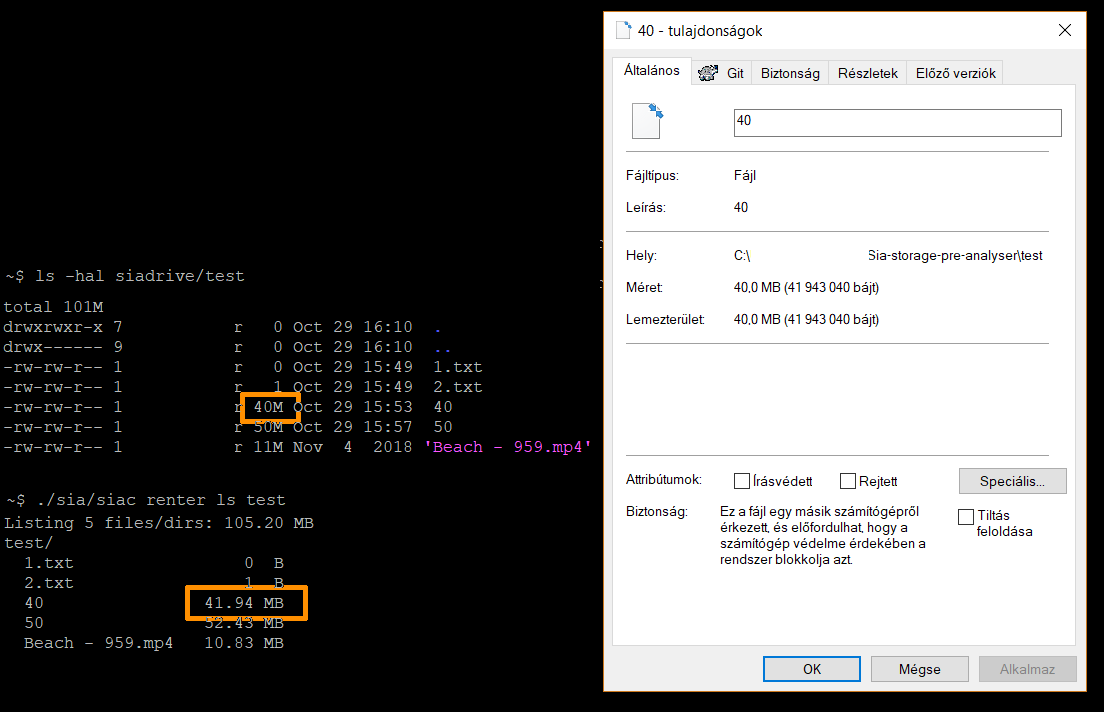 ~$ ls -hal siadrive/test
total 101M
drwxrwxr-x 7 r 0 Oct 29 16:10 .
drwx------ 9 r 0 Oct 29 16:10 ..
-rw-rw-r-- 1 r 0 Oct 29 15:49 1.txt
-rw-rw-r-- 1 r 1 Oct 29 15:49 2.txt
-rw-rw-r-- 1 r 40M Oct 29 15:53 40
-rw-rw-r-- 1 r 50M Oct 29 15:57 50
-rw-rw-r-- 1 r 11M Nov 4 2018 'Beach - 959.mp4'
~$ ./sia/siac renter ls test
Listing 5 files/dirs: 105.20 MB
test/
1.txt 0 B
2.txt 1 B
40 41.94 MB
50 52.43 MB
Beach - 959.mp4 10.83 MB
40 - tulajdonságok
Általános Git Biztonság Részletek Előző verziók
40
Fájltípus: Fájl
Leírás: 40
Hely: C:\ Sia-storage-pre-analyser\test
Méret: 40,0 MB (41 943 040 bájt)
Lemezterület: 40,0 MB (41 943 040 bájt)
Attribútumok: Írásvédett Rejtett Speciális...
Biztonság: Ez a fájl egy másik számítógépről
érkezett, és előfordulhat, hogy a
számítógép védelme érdekében a
rendszer blokkolja azt.
Tiltás
feloldása
OK Mégse Alkalmaz